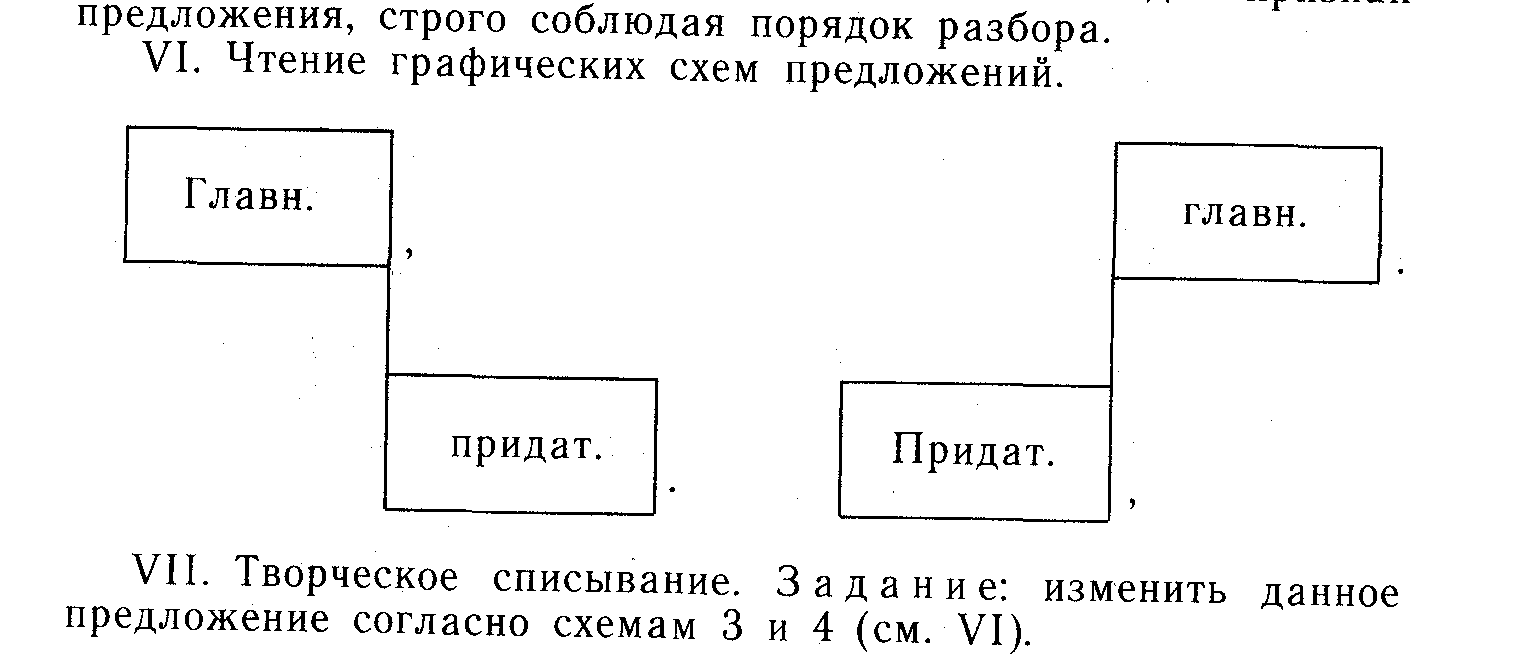 предложения, строго соблюдая порядок разбора.
VI. Чтение графических схем предложений.
Главн.
,
придат.
.
главн.
.
Придат.
,
VII. Творческое списывание. Задание: изменить данное
предложение согласно схемам 3 и 4 (см. VI).